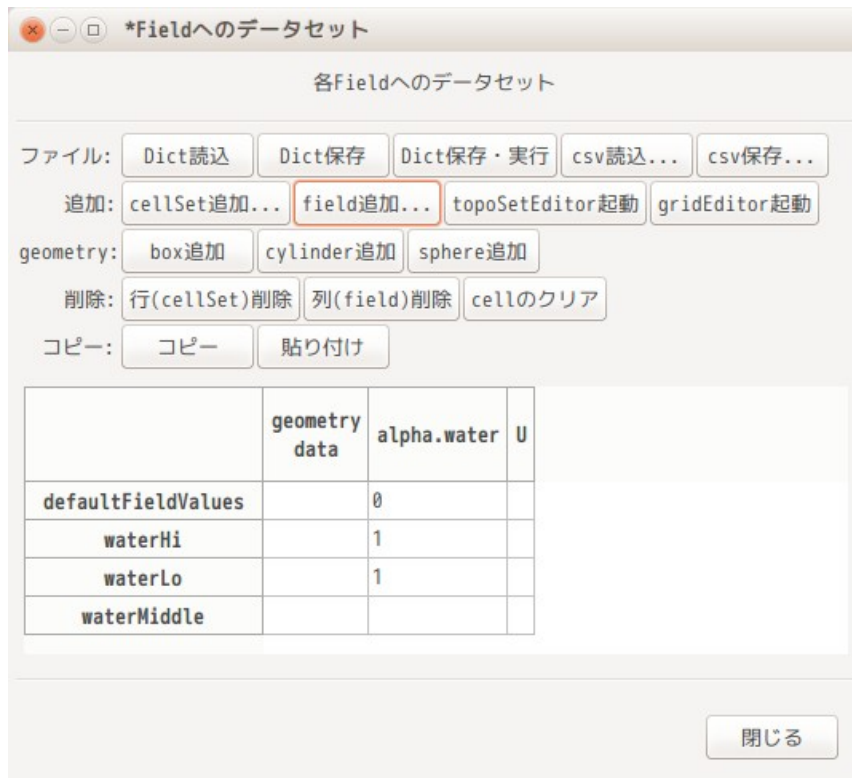 *Fieldへのデータセット
各Fieldへのデータセット
ファイル: Dict読込 Dict保存 Dict保存・実行 csv読込... csv保存...
追加: cellSet追加... field追加... topoSetEditor起動 gridEditor起動
geometry: box追加 cylinder追加 sphere追加
削除: 行(cellSet)削除 列(field)削除 cellのクリア
コピー: コピー 貼り付け
geometry data alpha.water U
defaultFieldValues 0
waterHi 1
waterLo 1
waterMiddle
閉じる